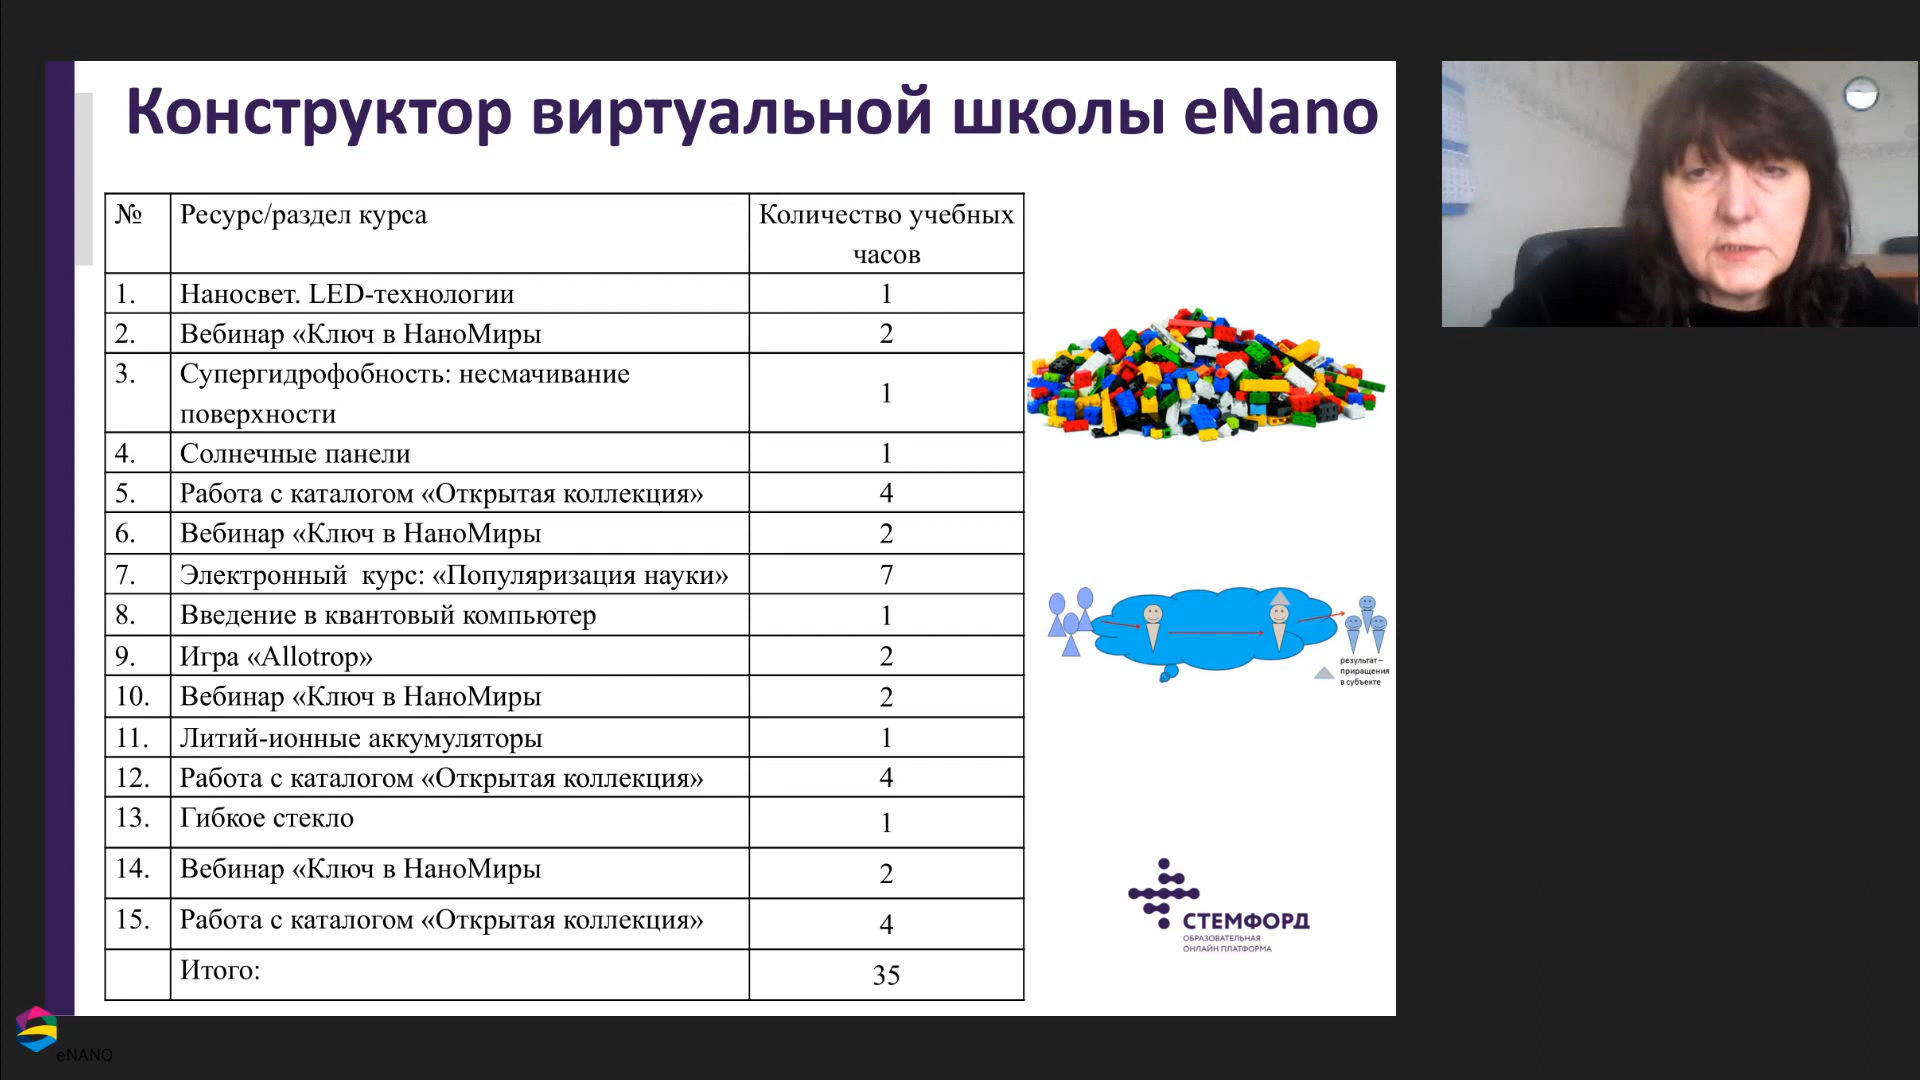 Конструктор виртуальной школы eNano
№ Ресурс/раздел курса Количество учебных
часов
1. Наносвет. LED-технологии 1
2. Вебинар «Ключ в НаноМиры 2
3. Супергидрофобность: несмачивание
поверхности 1
4. Солнечные панели 1
5. Работа с каталогом «Открытая коллекция» 4
6. Вебинар «Ключ в НаноМиры 2
7. Электронный курс: «Популяризация науки» 7
8. Введение в квантовый компьютер 1
9. Игра «Allotrop» 2
10. Вебинар «Ключ в НаноМиры 2
11. Литий-ионные аккумуляторы 1
12. Работа с каталогом «Открытая коллекция» 4
13. Гибкое стекло 1
14. Вебинар «Ключ в НаноМиры 2
15. Работа с каталогом «Открытая коллекция» 4
Итого: 35
результат–
приращения
в субъекте
СТЕМФОРД
ОБРАЗОВАТЕЛЬНАЯ
ОНЛАЙН ПЛАТФОРМА
eNANO